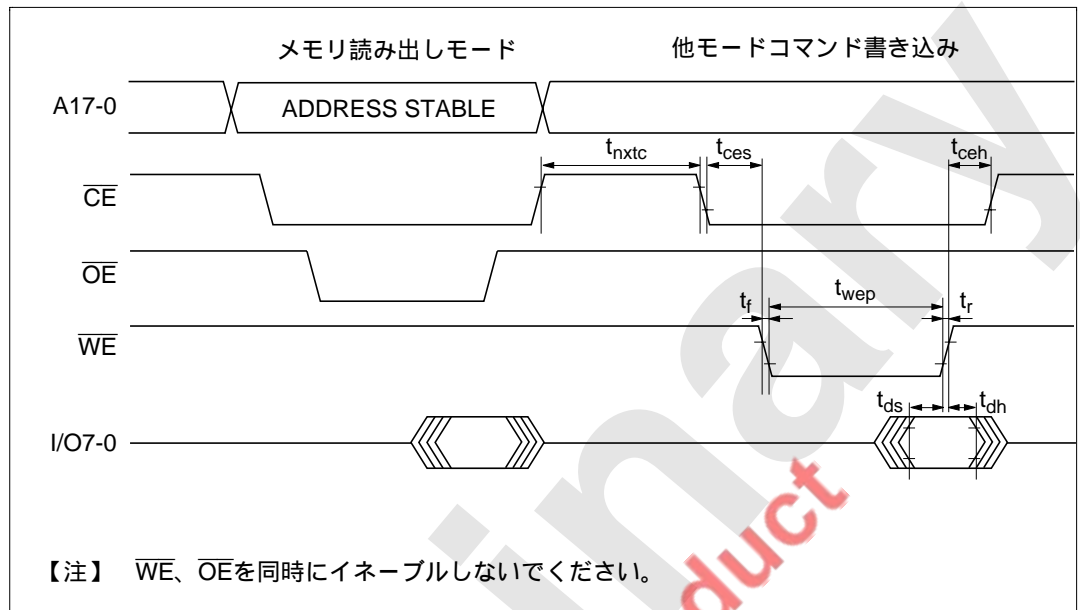 メモリ読み出しモード 他モードコマンド書き込み
A17-0 ADDRESS STABLE
tnxtc tces tceh
CE
OE
tf twep tr
WE
tds tdh
I/O7-0
【注】 WE、OEを同時にイネーブルしないでください。